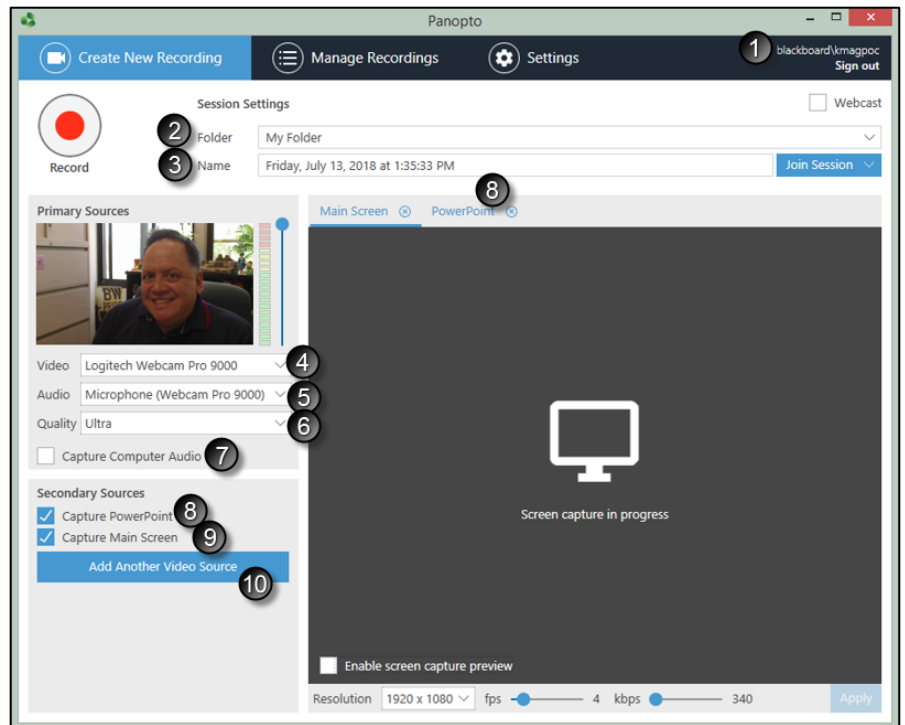 Panopto
Create New Recording
Manage Recordings
Settings
1
blackboard\kmagpoc
Sign out
Session Settings
Webcast
2
Folder
My Folder
Record
3
Name
Friday, July 13, 2018 at 1:35:33 PM
Join Session
8
Primary Sources
Main Screen
PowerPoint
BW
Video
Logitech Webcam Pro 9000
4
Audio
Microphone (Webcam Pro 9000)
5
Quality
Ultra
6
Capture Computer Audio
7
Secondary Sources
Capture PowerPoint
8
Capture Main Screen
9
Add Another Video Source
10
Screen capture in progress
Enable screen capture preview
Resolution 1920 x 1080 fps 4 kbps 340
Apply